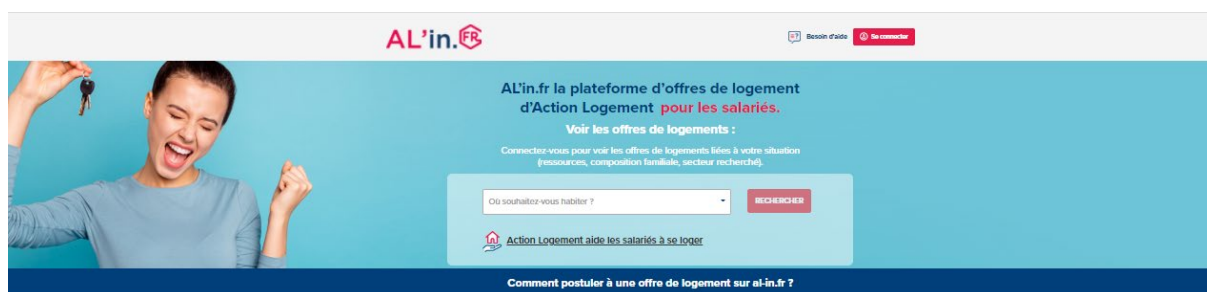 AL'in.FR
Besoin d'aide
Se connecter
AL'in.fr la plateforme d'offres de logement
d'Action Logement pour les salariés.
Voir les offres de logements :
Connectez-vous pour voir les offres de logements liées à votre situation
(ressources, composition familiale, secteur recherché).
Où souhaitez-vous habiter ?
RECHERCHER
Action Logement aide les salariés à se loger
Comment postuler à une offre de logement sur al-in.fr ?